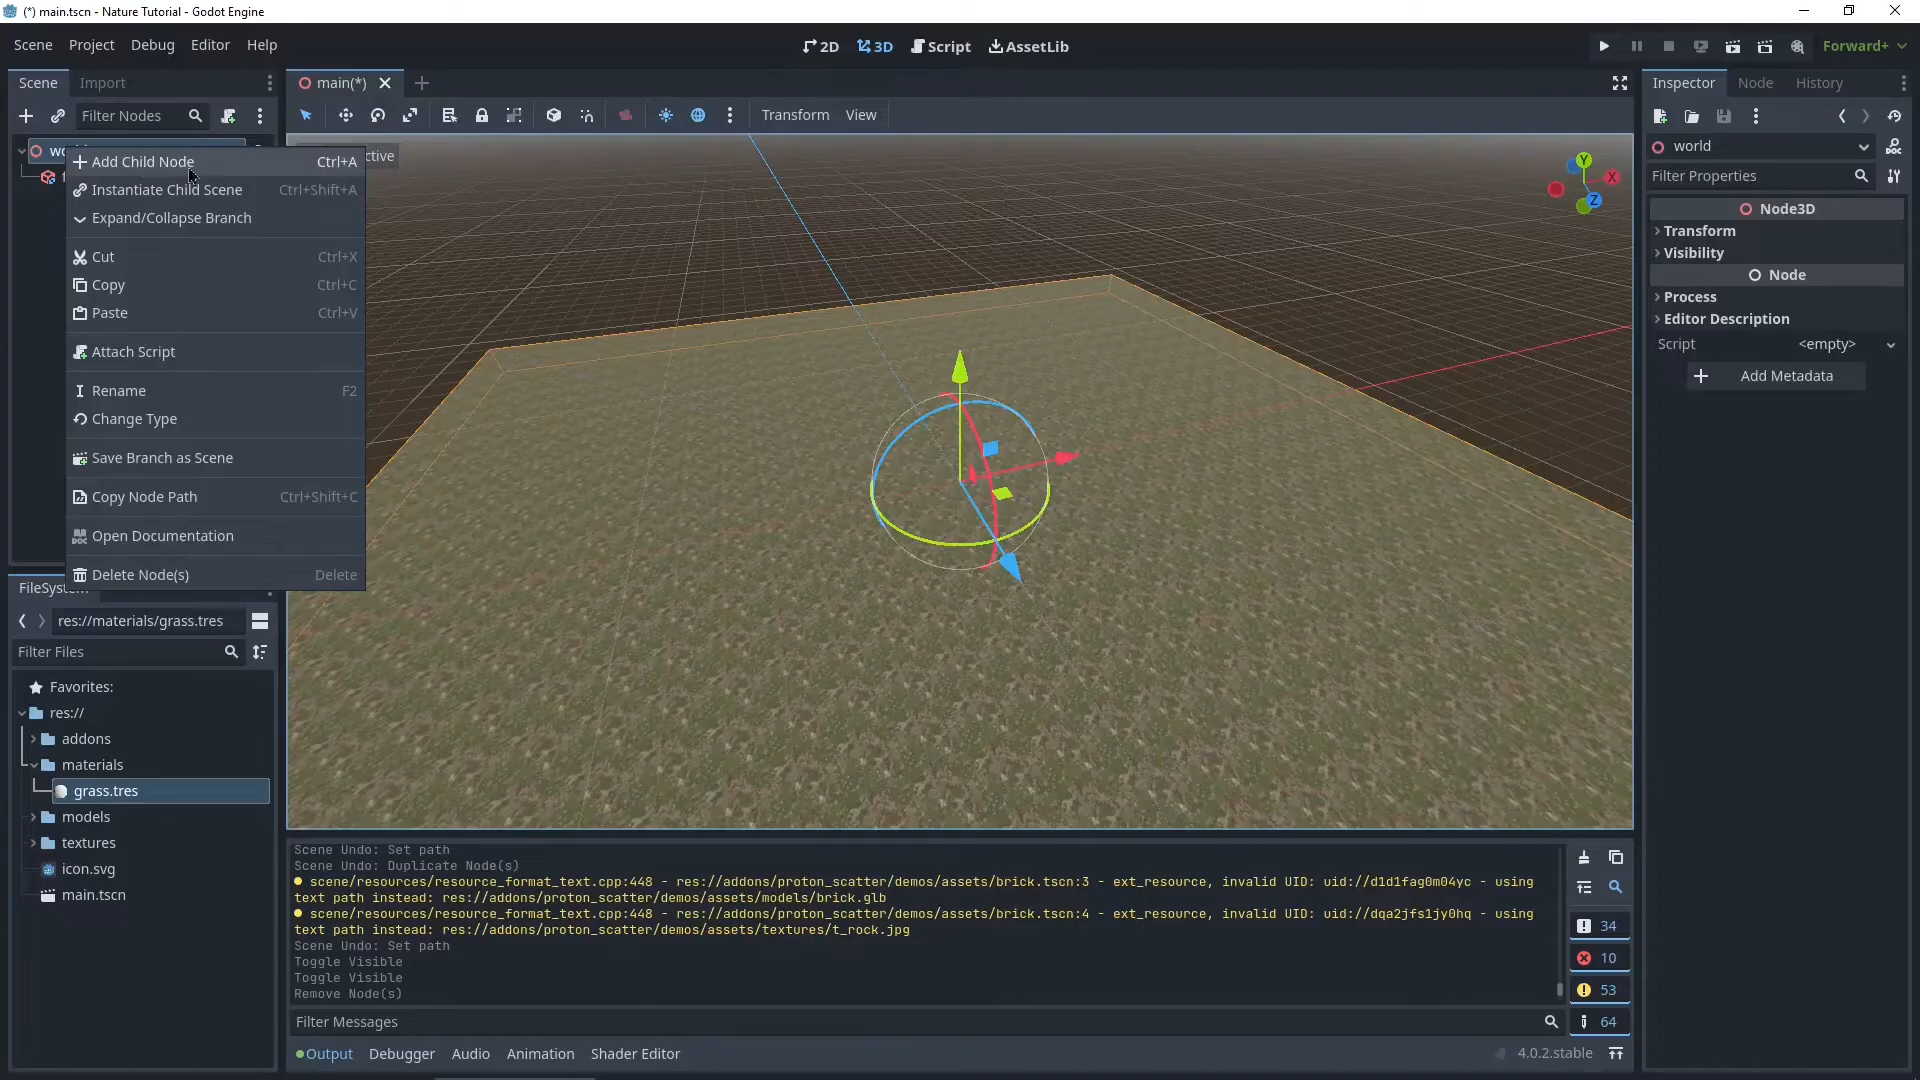 (*) main.tscn - Nature Tutorial - Godot Engine
Scene Project Debug Editor Help
2D 3D Script AssetLib
Forward+
Scene Import
main(*)
Inspector Node History
Filter Nodes
Transform View
world
Filter Properties
Node3D
Transform
Visibility
Node
Process
Editor Description
Script <empty>
Add Metadata
Y
X
Z
Add Child Node Ctrl+A
Instantiate Child Scene Ctrl+Shift+A
Expand/Collapse Branch
Cut Ctrl+X
Copy Ctrl+C
Paste Ctrl+V
Attach Script
Rename F2
Change Type
Save Branch as Scene
Copy Node Path Ctrl+Shift+C
Open Documentation
Delete Node(s) Delete
FileSystem
res://materials/grass.tres
Filter Files
Favorites:
res://
addons
materials
grass.tres
models
textures
icon.svg
main.tscn
Scene Undo: Set path
Scene Undo: Duplicate Node(s)
scene/resources/resource_format_text.cpp:448 - res://addons/proton_scatter/demos/assets/brick.tscn:3 - ext_resource, invalid UID: uid://d1d1fag0m04yc - using
text path instead: res://addons/proton_scatter/demos/assets/models/brick.glb
scene/resources/resource_format_text.cpp:448 - res://addons/proton_scatter/demos/assets/brick.tscn:4 - ext_resource, invalid UID: uid://dqa2jfs1jy0hq - using
text path instead: res://addons/proton_scatter/demos/assets/textures/t_rock.jpg
Scene Undo: Set path
Toggle Visible
Toggle Visible
Remove Node(s)
34
10
53
64
Filter Messages
Output Debugger Audio Animation Shader Editor
4.0.2.stable